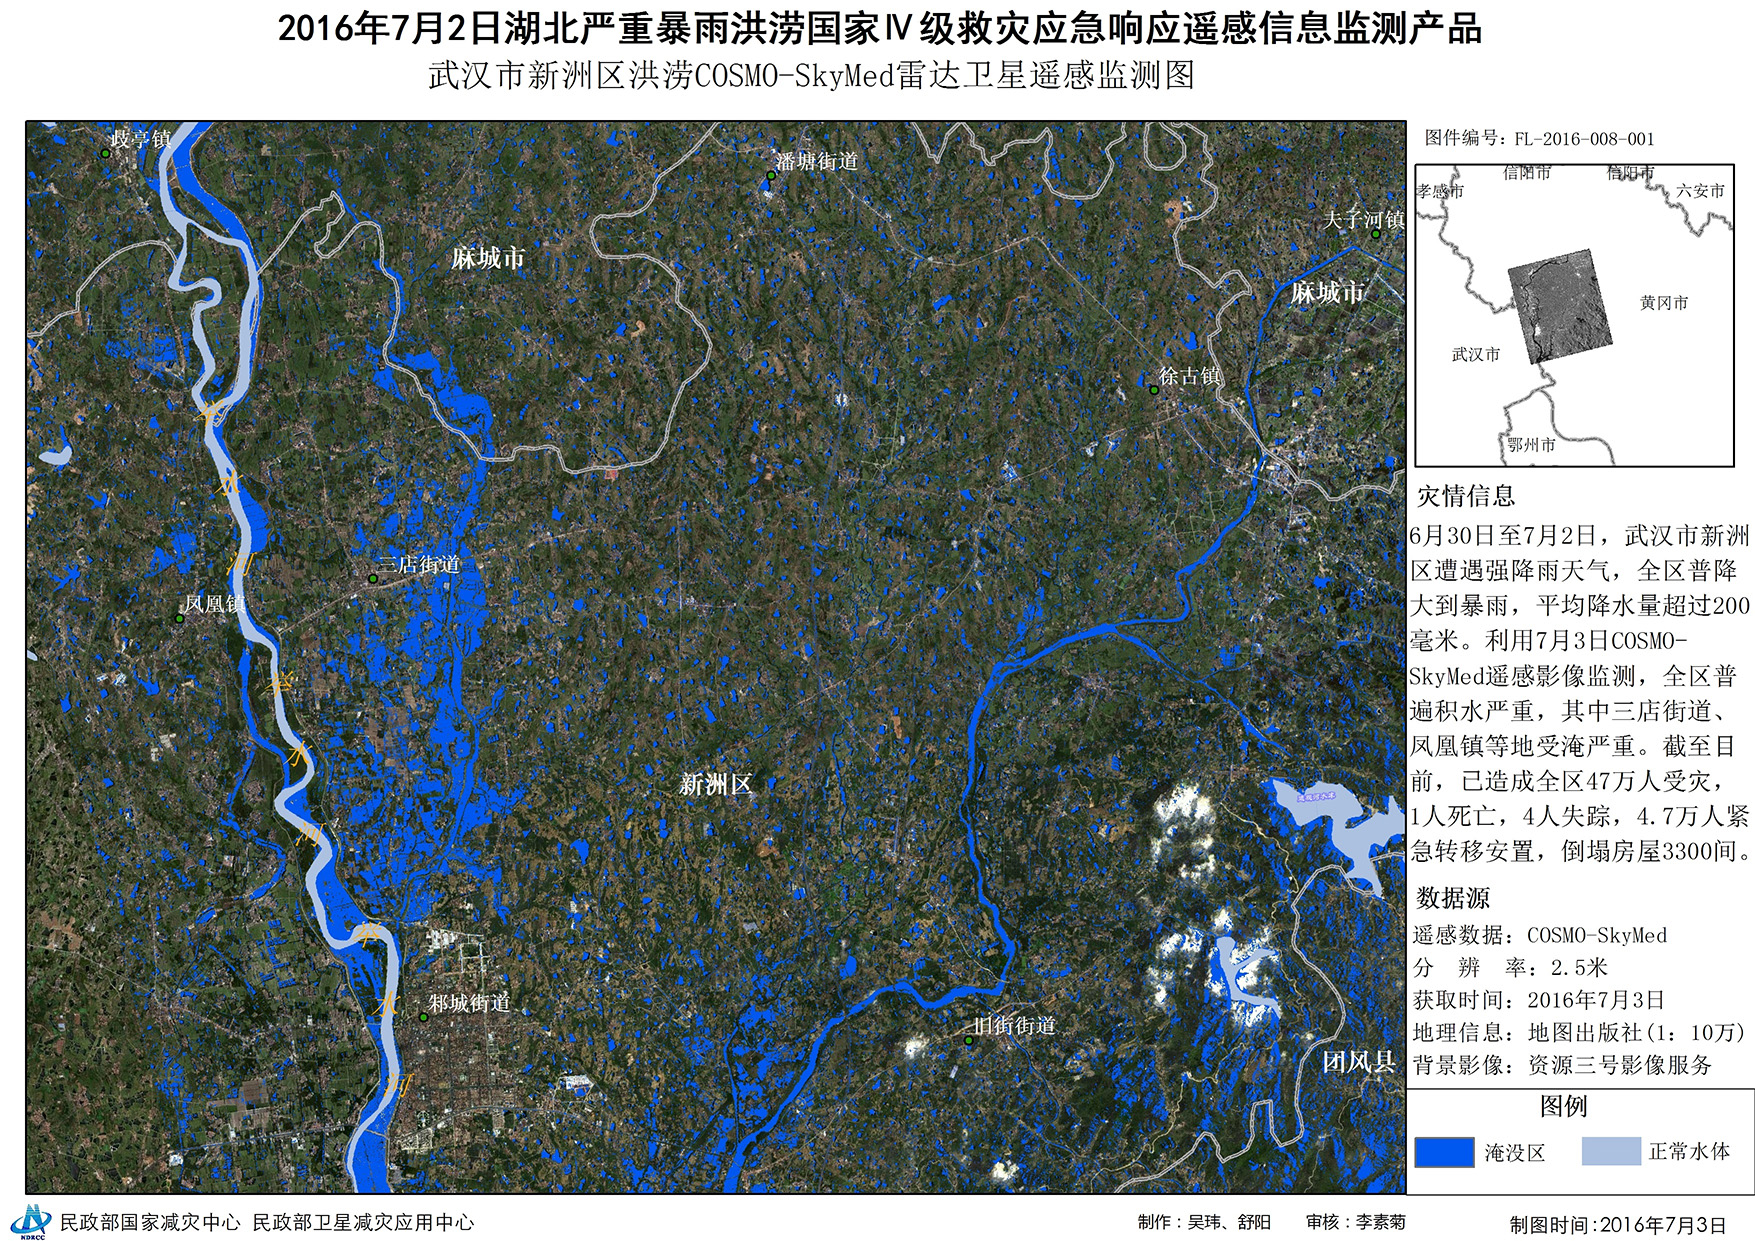 2016年7月2日湖北严重暴雨洪涝国家Ⅳ级救灾应急响应遥感信息监测产品
武汉市新洲区洪涝COSMO-SkyMed雷达卫星遥感监测图
歧亭镇
潘塘街道
夫子河镇
麻城市
麻城市
徐古镇
举
水
河
三店街道
凤凰镇
举
水
河
新洲区
举
水
河
邾城街道
旧街街道
团风县
图件编号：FL-2016-008-001
信阳市
信阳市
孝感市
六安市
黄冈市
武汉市
鄂州市
灾情信息
6月30日至7月2日，武汉市新洲
区遭遇强降雨天气，全区普降
大到暴雨，平均降水量超过200
毫米。利用7月3日COSMO-
SkyMed遥感影像监测，全区普
遍积水严重，其中三店街道、
凤凰镇等地受淹严重。截至目
前，已造成全区47万人受灾，
1人死亡，4人失踪，4.7万人紧
急转移安置，倒塌房屋3300间。
数据源
遥感数据：COSMO-SkyMed
分 辨 率：2.5米
获取时间：2016年7月3日
地理信息：地图出版社(1：10万)
背景影像：资源三号影像服务
图例
淹没区
正常水体
NDRCC
民政部国家减灾中心 民政部卫星减灾应用中心
制作：吴玮、舒阳 审核：李素菊
制图时间：2016年7月3日